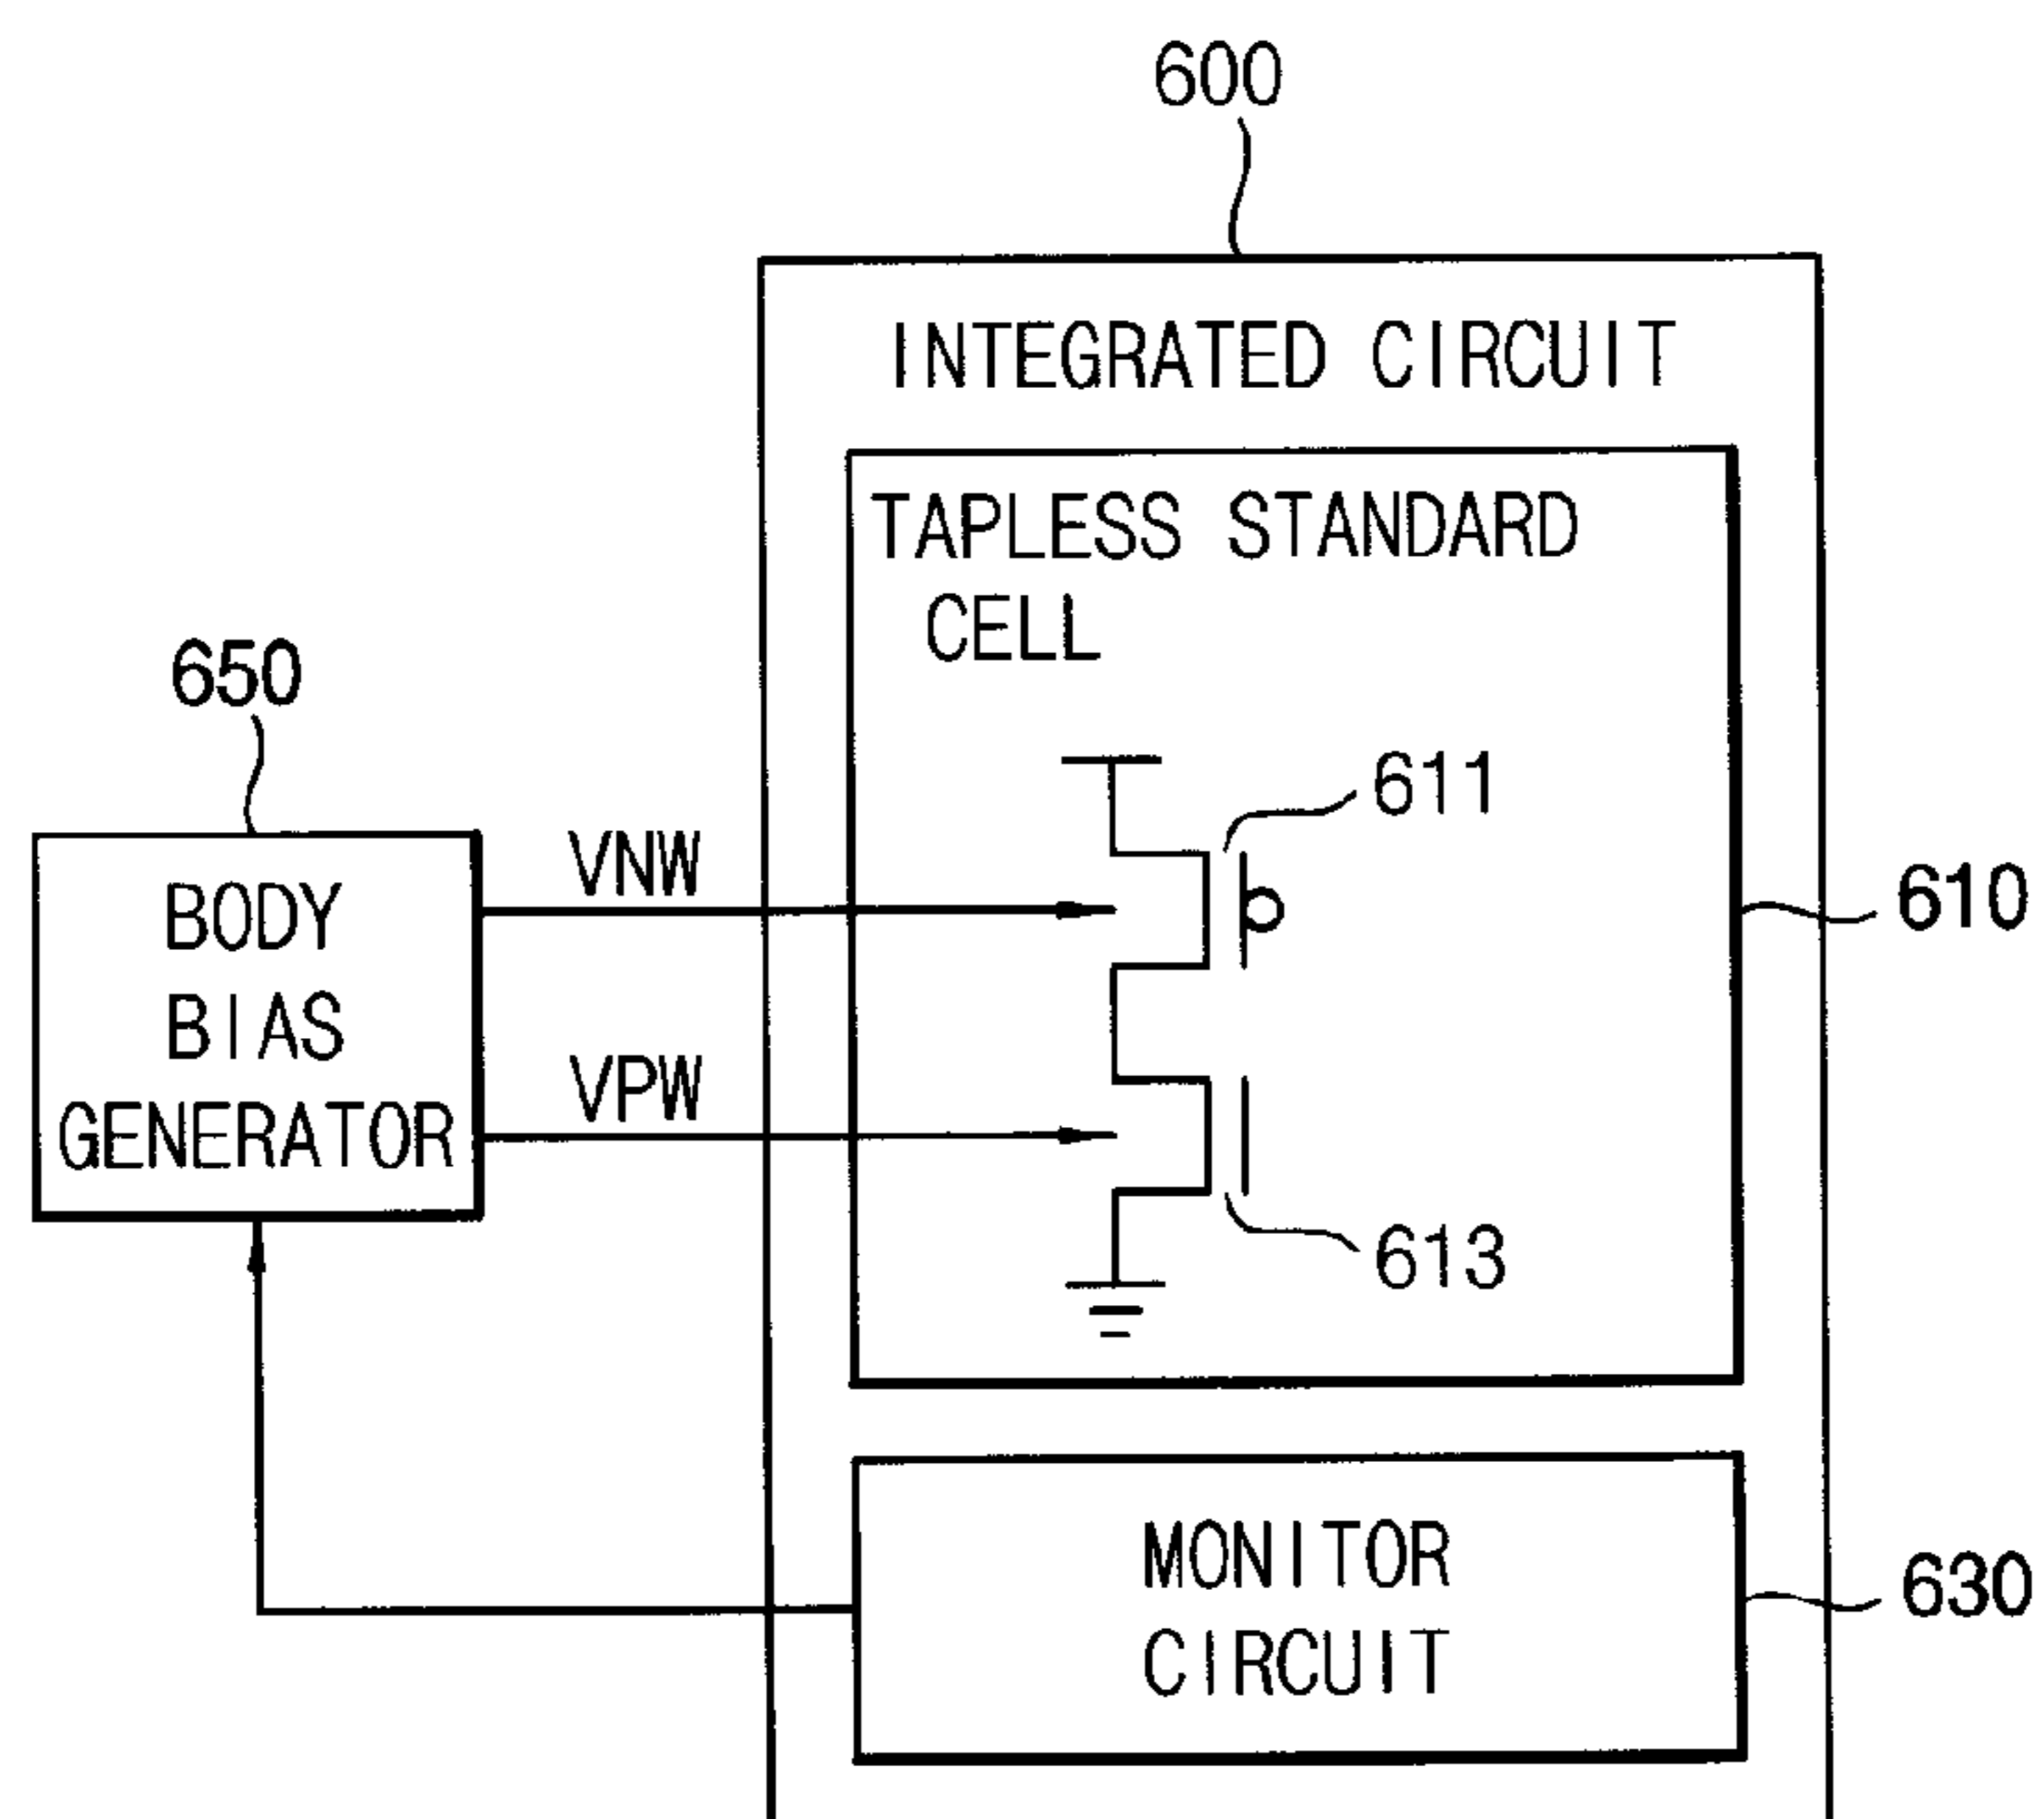 600
INTEGRATED CIRCUIT
TAPLESS STANDARD
CELL
650
611
VNW
610
BODY
BIAS
GENERATOR
VPW
613
MONITOR
CIRCUIT
630